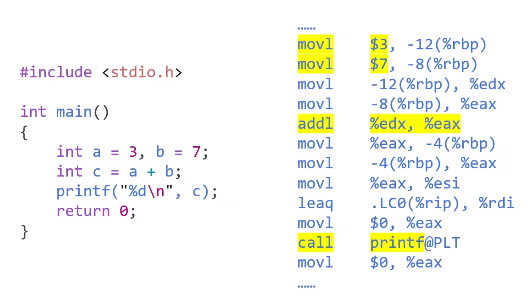 #include <stdio.h>
int main()
{
    int a = 3, b = 7;
    int c = a + b;
    printf("%d\n", c);
    return 0;
}
……
movl $3, -12(%rbp)
movl $7, -8(%rbp)
movl -12(%rbp), %edx
movl -8(%rbp), %eax
addl %edx, %eax
movl %eax, -4(%rbp)
movl -4(%rbp), %eax
movl %eax, %esi
leaq .LC0(%rip), %rdi
movl $0, %eax
call printf@PLT
movl $0, %eax
……